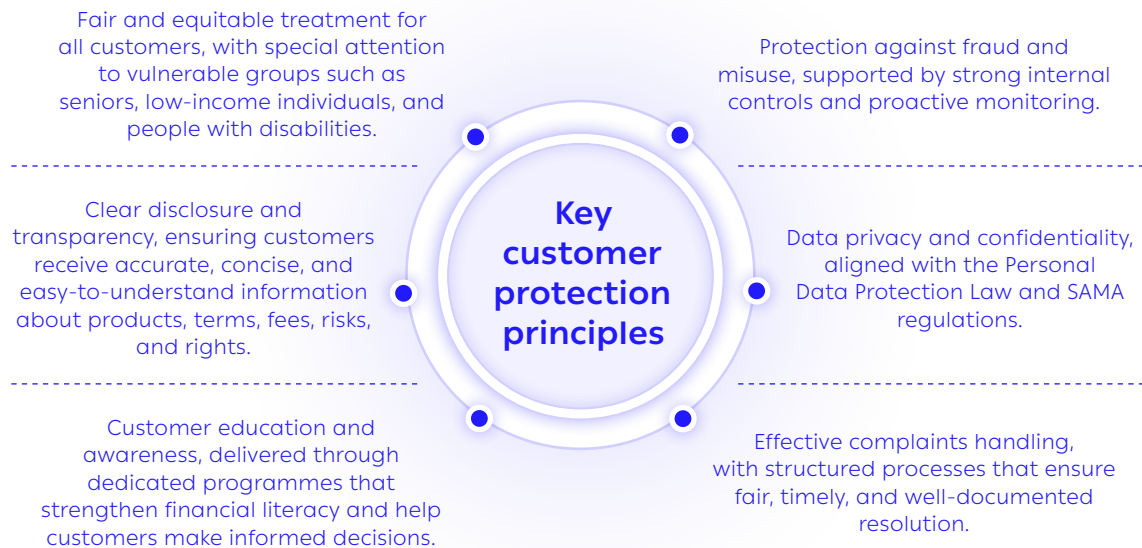 Key
customer
protection
principles
Fair and equitable treatment for
all customers, with special attention
to vulnerable groups such as
seniors, low-income individuals, and
people with disabilities.
Clear disclosure and
transparency, ensuring customers
receive accurate, concise, and
easy-to-understand information
about products, terms, fees, risks,
and rights.
Customer education and
awareness, delivered through
dedicated programmes that
strengthen financial literacy and help
customers make informed decisions.
Protection against fraud and
misuse, supported by strong internal
controls and proactive monitoring.
Data privacy and confidentiality,
aligned with the Personal
Data Protection Law and SAMA
regulations.
Effective complaints handling,
with structured processes that ensure
fair, timely, and well-documented
resolution.